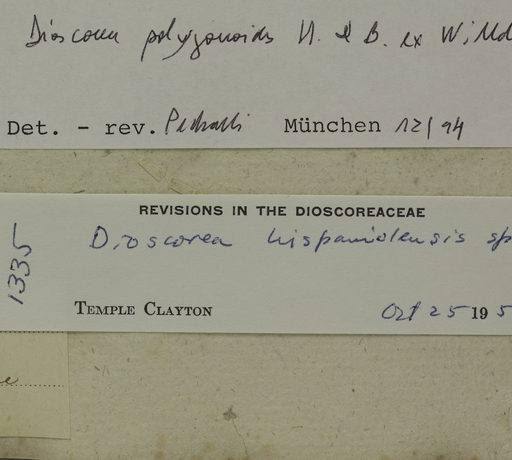 Dioscorea polygonoides H. & B. ex Willd
Det. - rev. Pedralli München 12/94
REVISIONS IN THE DIOSCOREACEAE
1335
Dioscorea hispaniolensis sp
TEMPLE CLAYTON Oct 25 195